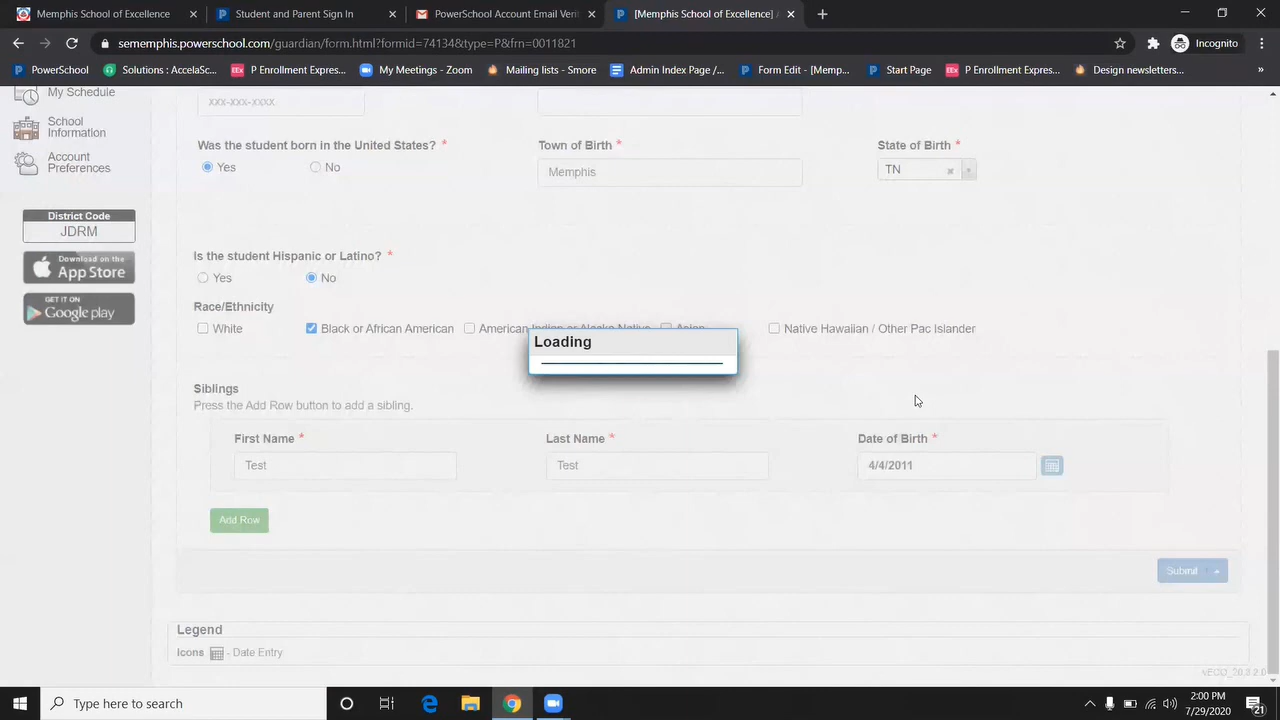 Memphis School of Excellence
Student and Parent Sign In
PowerSchool Account Email Veri
[Memphis School of Excellence] A
sememphis.powerschool.com/guardian/form.html?formid=74134&type=P&frn=0011821
Incognito
PowerSchool
Solutions : AccelaSc...
P Enrollment Express...
My Meetings - Zoom
Mailing lists - Smore
Admin Index Page /...
Form Edit - [Memp...
Start Page
P Enrollment Expres...
Design newsletters...
»
My Schedule
School
Information
Account
Preferences
District Code
JDRM
Download on the
App Store
GET IT ON
Google play
xxx-xxx-xxxx
Was the student born in the United States? *
Yes
No
Town of Birth *
Memphis
State of Birth *
TN
Is the student Hispanic or Latino? *
Yes
No
Race/Ethnicity
White
Black or African American
American Indian or Alaska Native
Asian
Native Hawaiian / Other Pac Islander
Loading
Siblings
Press the Add Row button to add a sibling.
First Name *
Last Name *
Date of Birth *
Test
Test
4/4/2011
Add Row
Submit
Legend
Icons - Date Entry
Type here to search
2:00 PM
7/29/2020
21